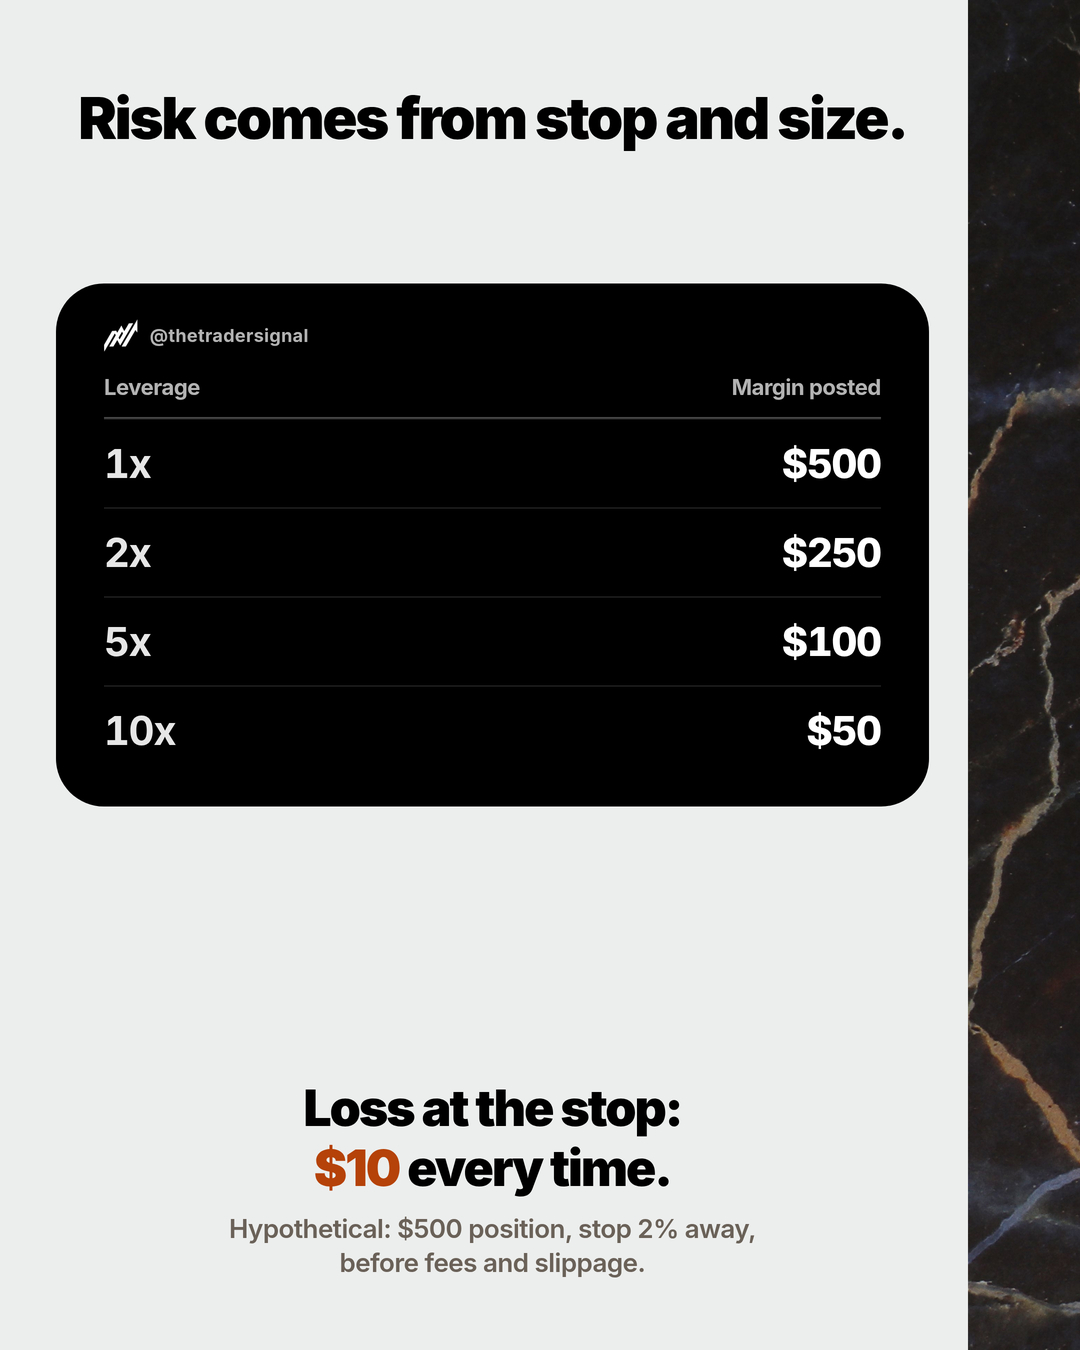 Risk comes from stop and size.
@thetradersignal
Leverage Margin posted
1x $500
2x $250
5x $100
10x $50
Loss at the stop:
$10 every time.
Hypothetical: $500 position, stop 2% away,
before fees and slippage.